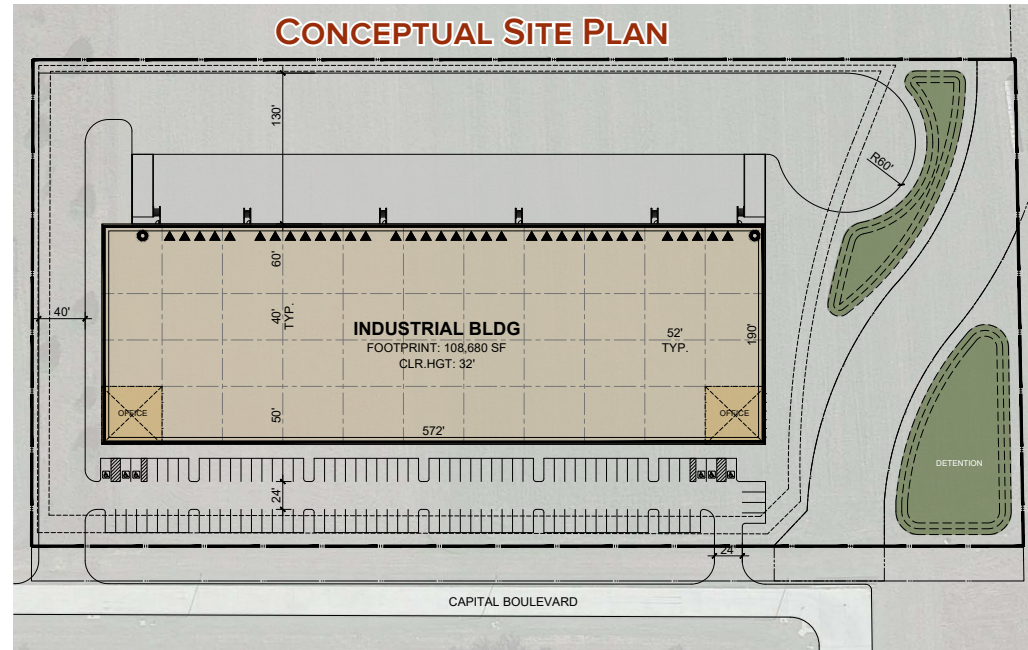 CONCEPTUAL SITE PLAN
130'
R60'
60'
40'
40'
TYP.
INDUSTRIAL BLDG
FOOTPRINT: 108,680 SF
CLR.HGT: 32'
52'
TYP.
190'
OFFICE
50'
572'
OFFICE
24'
DETENTION
24'
CAPITAL BOULEVARD